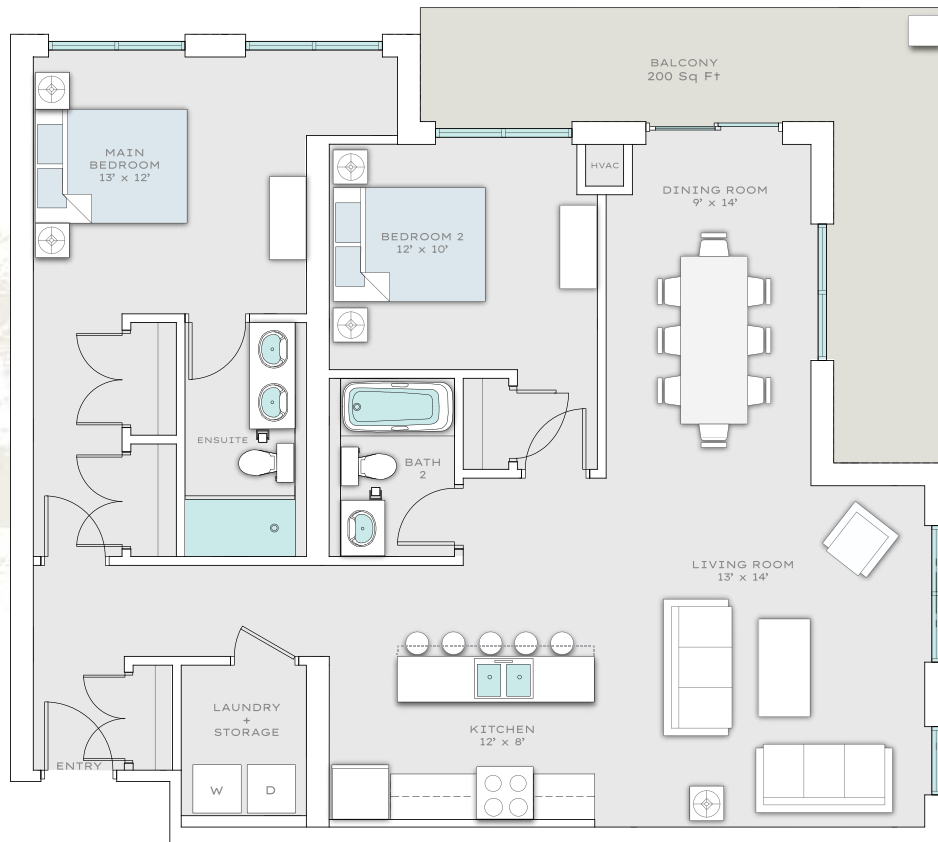 BALCONY
200 Sq Ft
MAIN
BEDROOM
13' x 12'
HVAC
DINING ROOM
9' x 14'
BEDROOM 2
12' x 10'
ENSUITE
BATH
2
LIVING ROOM
13' x 14'
LAUNDRY
+
STORAGE
KITCHEN
12' x 8'
ENTRY
W
D